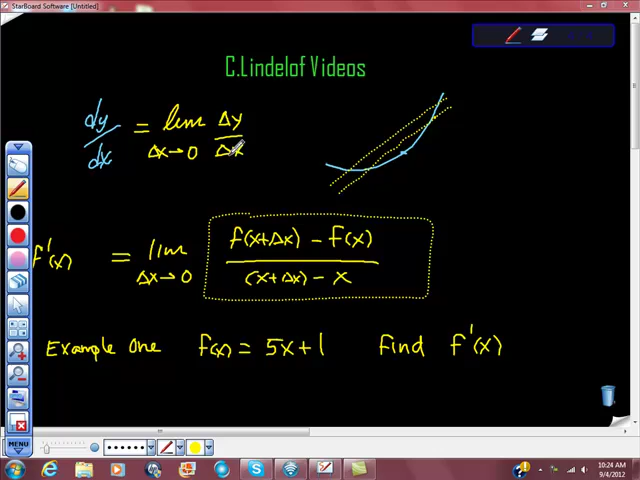 StarBoard Software [Untitled]
C.Lindelof Videos
dy/dx = lim Δx→0 Δy/Δx
f'(x) = lim Δx→0 f(x+Δx) - f(x) / (x+Δx) - x
Example One f(x) = 5x+1 Find f'(x)
MENU
10:24 AM
9/4/2012